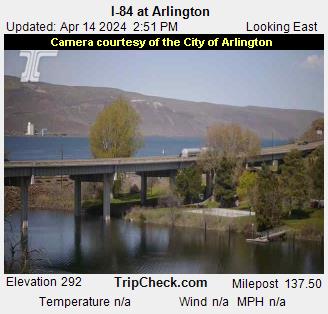 I-84 at Arlington
Updated: Apr 14 2024 2:51 PM Looking East
Camera courtesy of the City of Arlington
Elevation 292 TripCheck.com Milepost 137.50
Temperature n/a Wind n/a MPH n/a